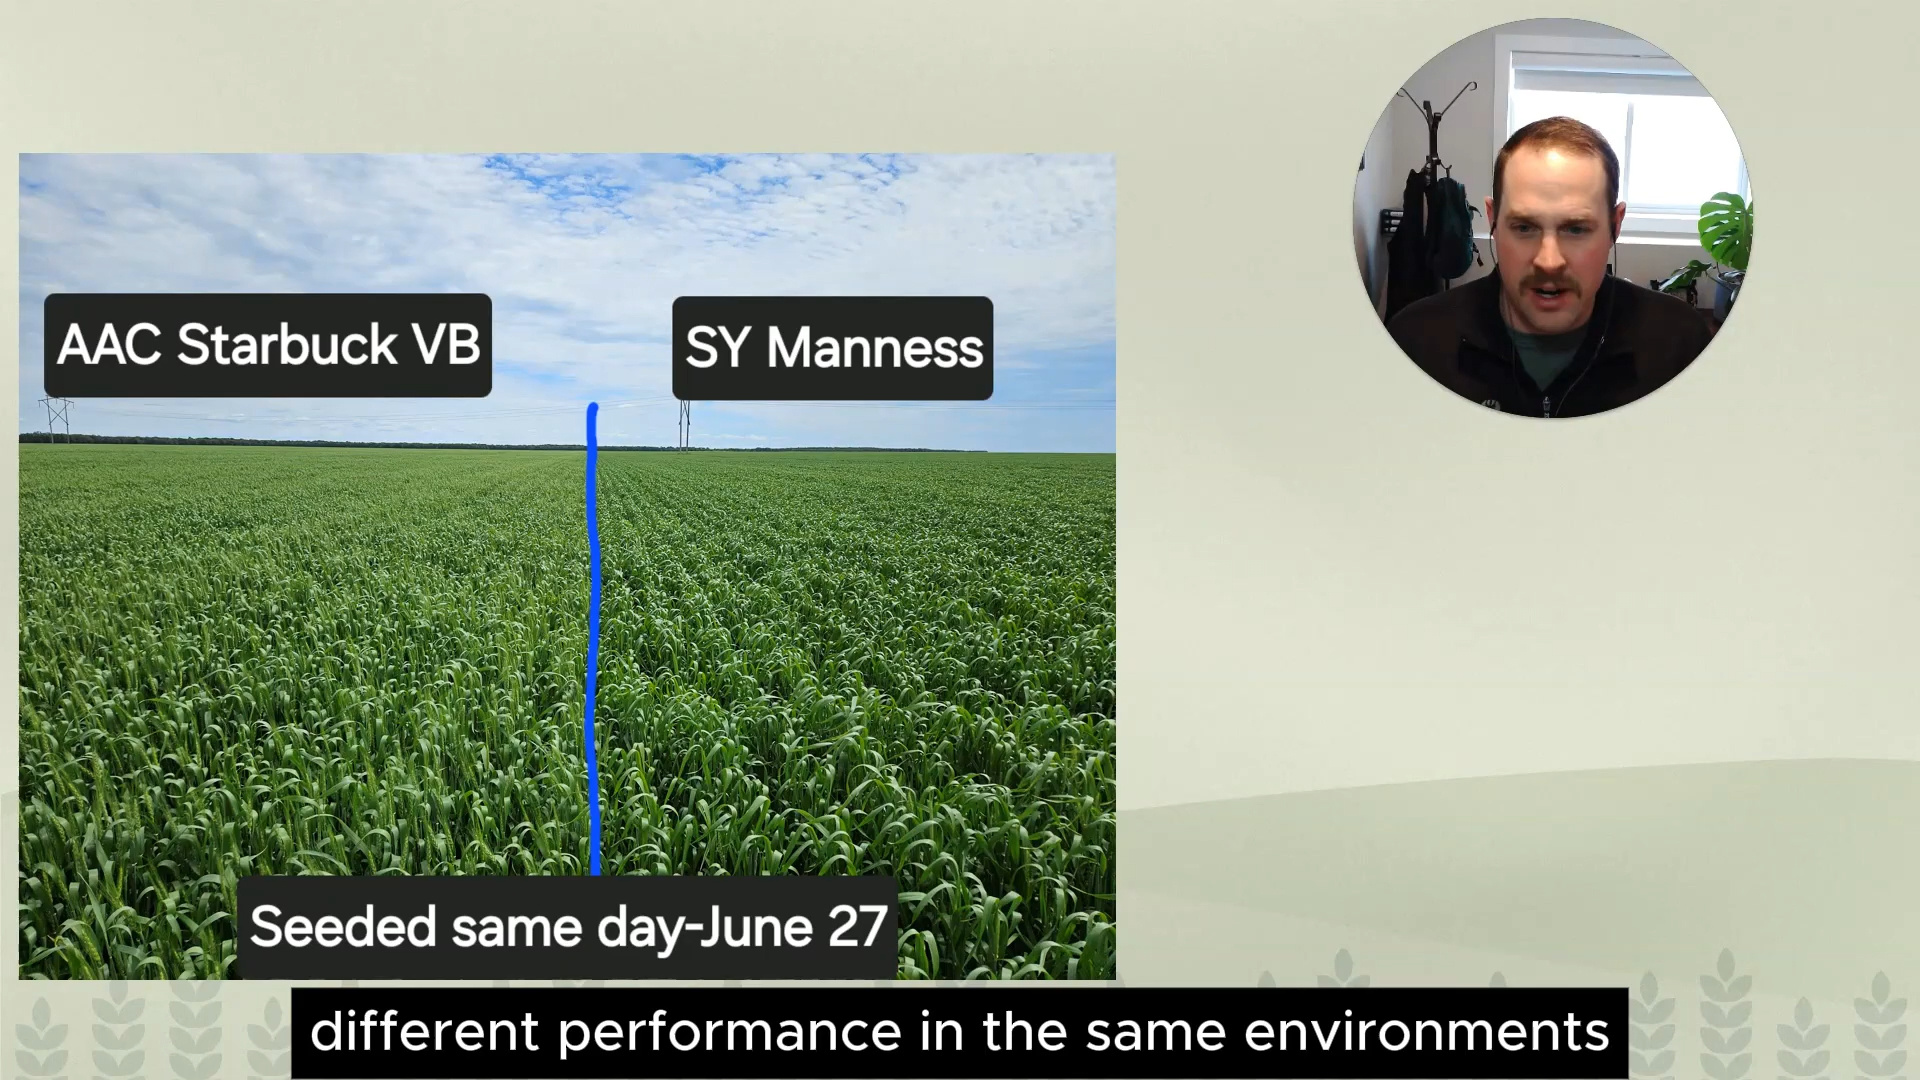 AAC Starbuck VB
SY Manness
Seeded same day-June 27
different performance in the same environments